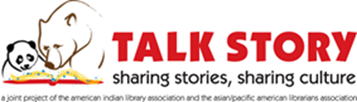 TALK STORY
sharing stories, sharing culture
a joint project of the american indian library association and the asian/pacific american librarians association